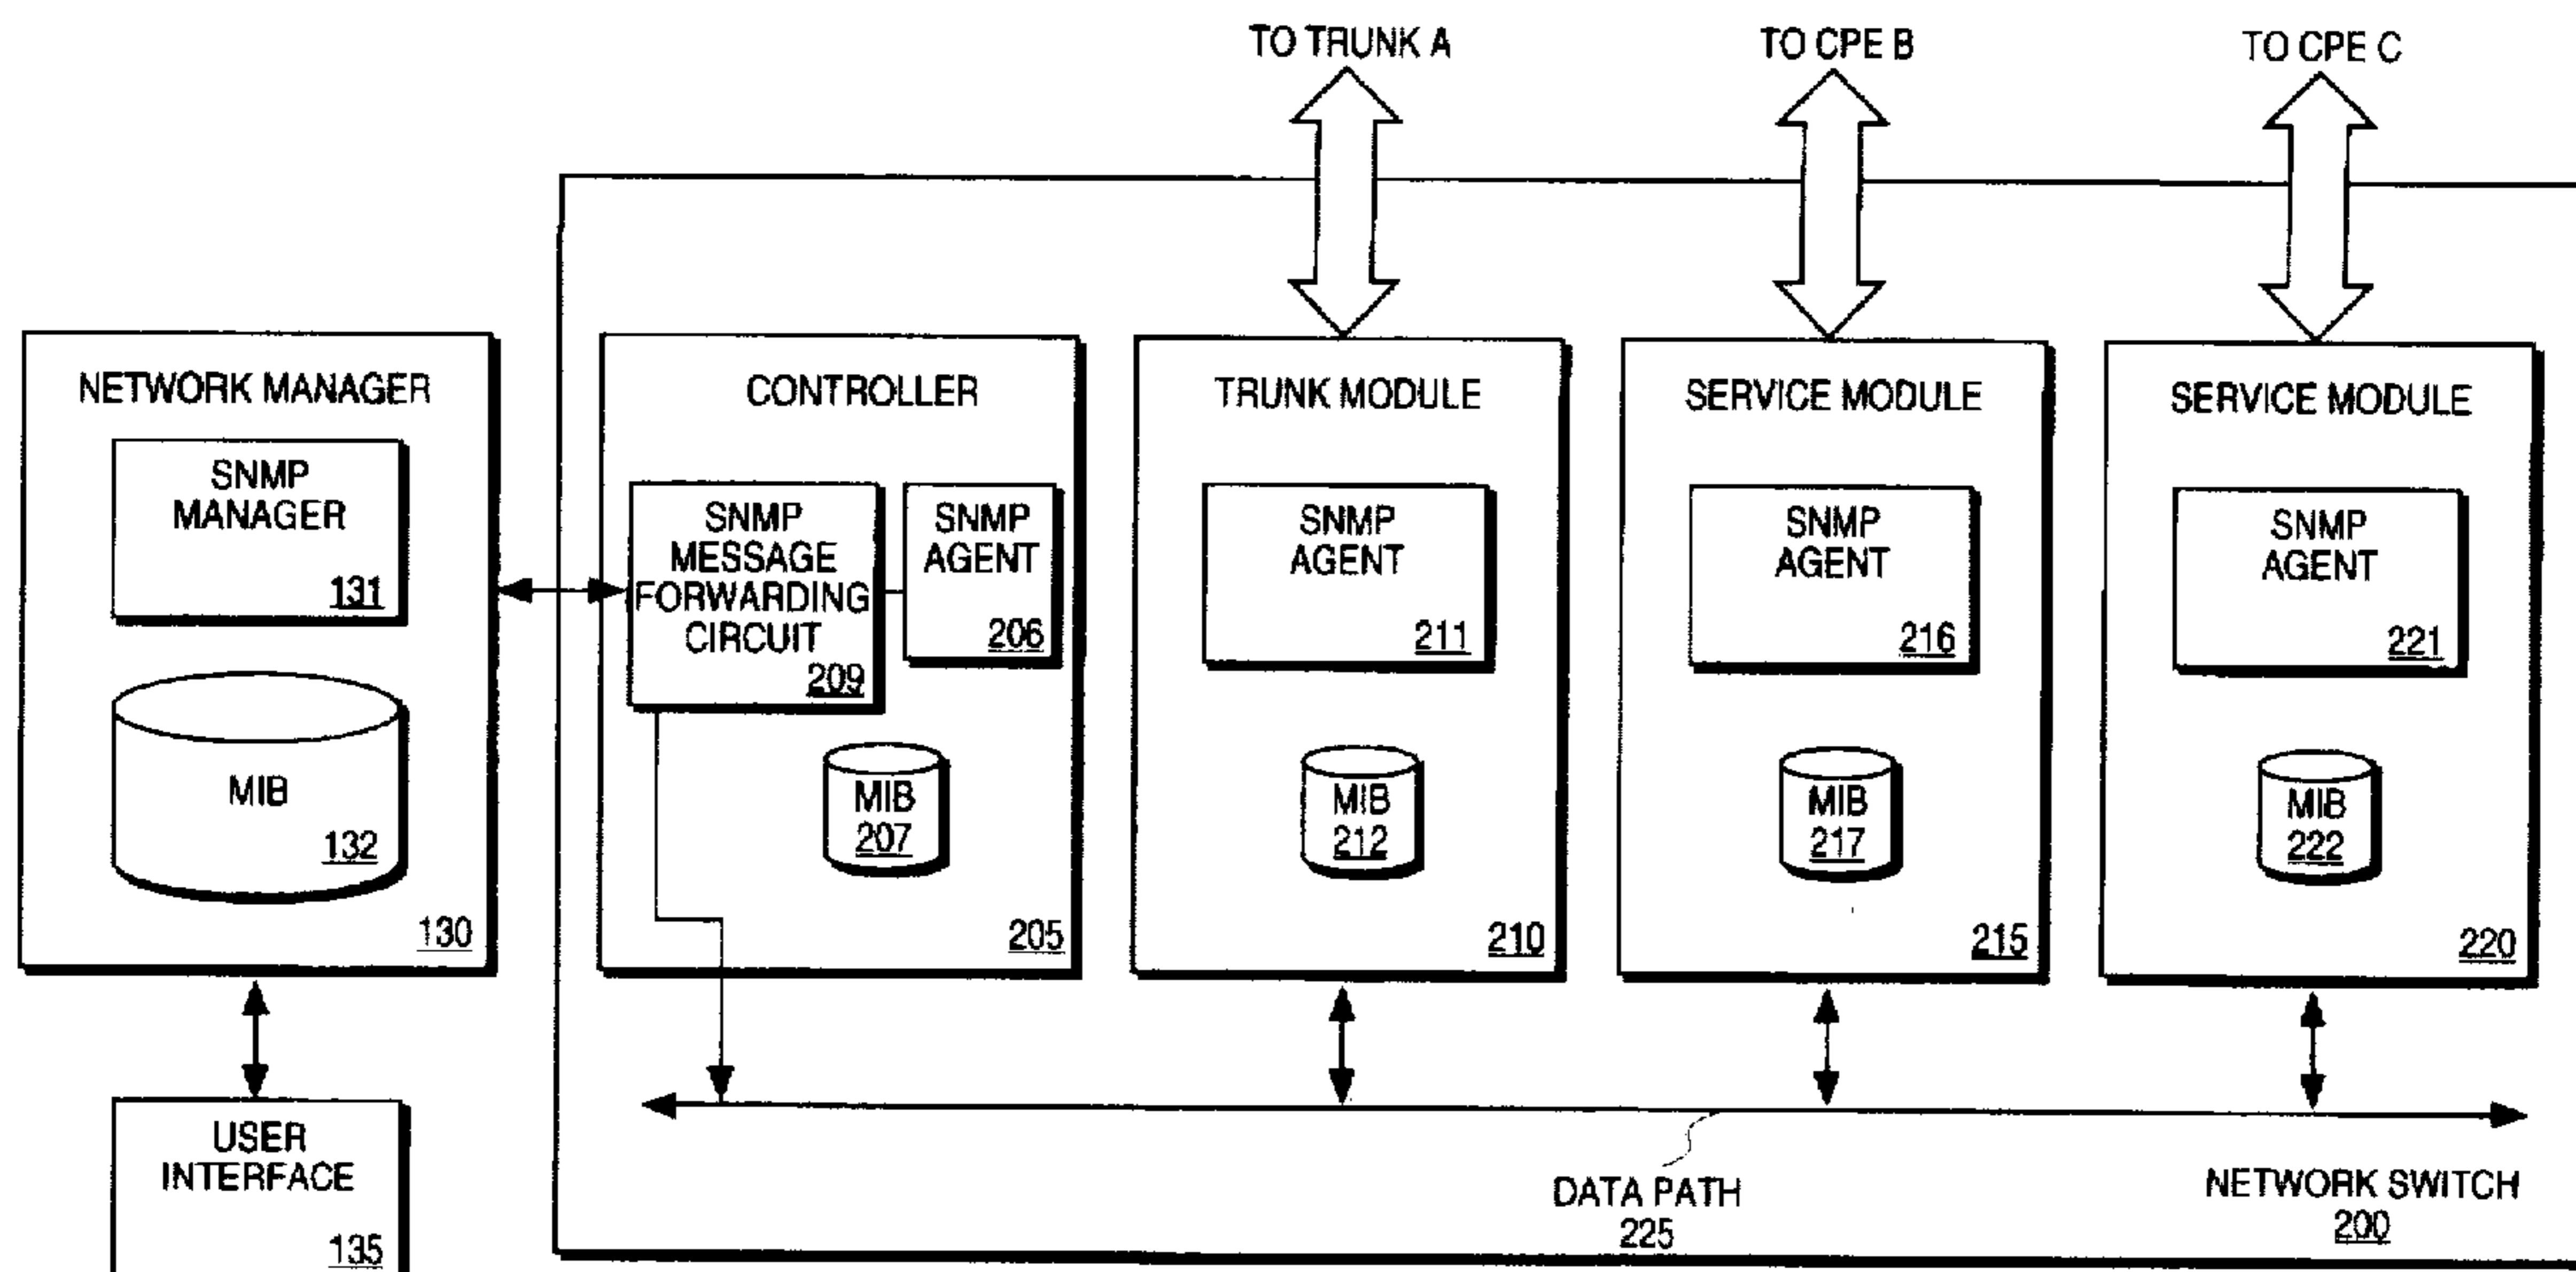 TO TRUNK A
TO CPE B
TO CPE C
NETWORK MANAGER
SNMP
MANAGER
131
MIB
132
130
USER
INTERFACE
135
CONTROLLER
SNMP
MESSAGE
FORWARDING
CIRCUIT
209
SNMP
AGENT
206
MIB
207
205
TRUNK MODULE
SNMP
AGENT
211
MIB
212
210
SERVICE MODULE
SNMP
AGENT
216
MIB
217
215
SERVICE MODULE
SNMP
AGENT
221
MIB
222
220
DATA PATH
225
NETWORK SWITCH
200